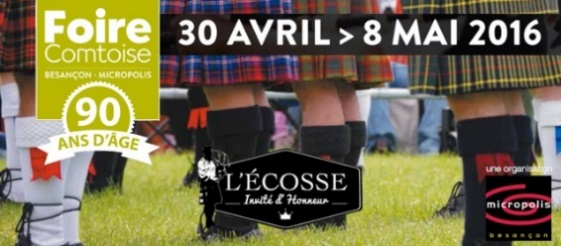 Foire
Comtoise
BESANÇON - MICROPOLIS
90
ANS D'ÂGE
30 AVRIL > 8 MAI 2016
L'ÉCOSSE
Invité d'Honneur
une organisation
micropolis
besançon